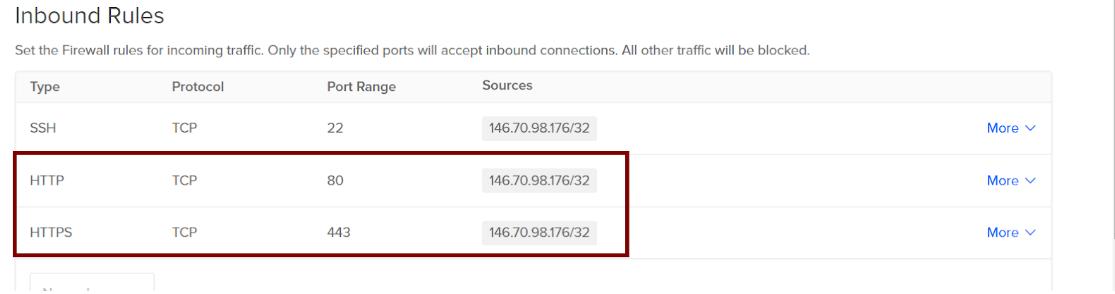 Inbound Rules
Set the Firewall rules for incoming traffic. Only the specified ports will accept inbound connections. All other traffic will be blocked.
Type Protocol Port Range Sources
SSH TCP 22 146.70.98.176/32 More
HTTP TCP 80 146.70.98.176/32 More
HTTPS TCP 443 146.70.98.176/32 More